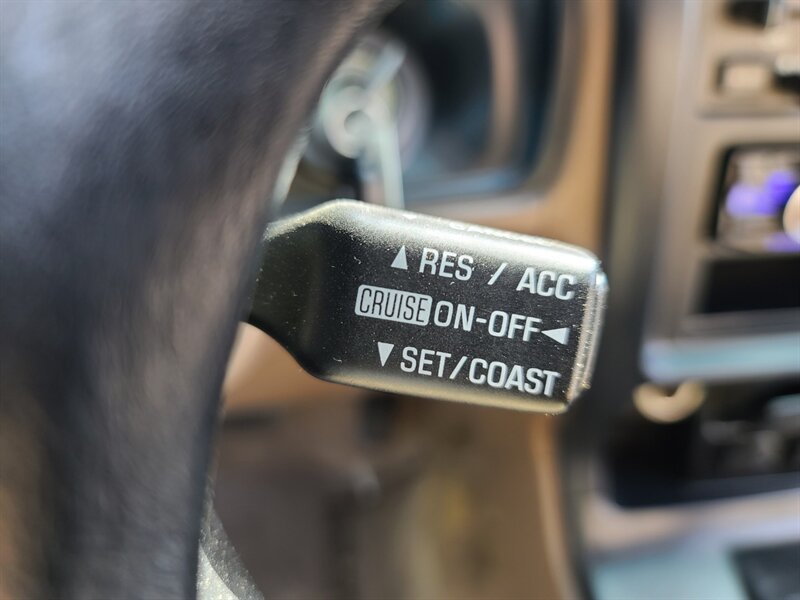 ▲ RES / ACC
CRUISE ON-OFF ◄
▼ SET/COAST